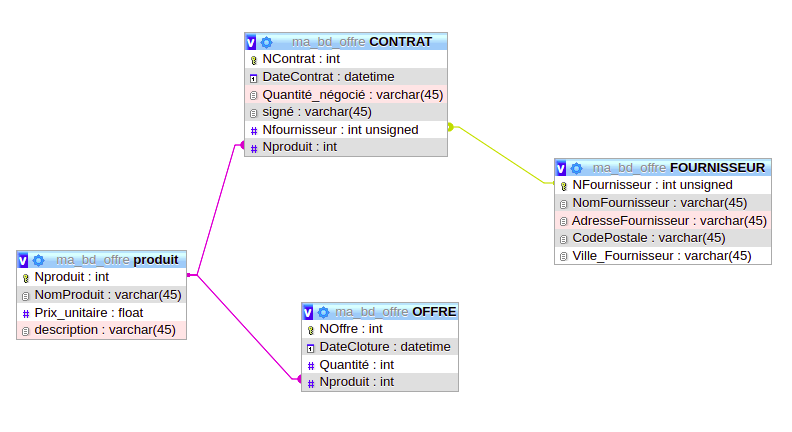 ma_bd_offre CONTRAT
NContrat : int
DateContrat : datetime
Quantité_négocié : varchar(45)
signé : varchar(45)
Nfournisseur : int unsigned
Nproduit : int
ma_bd_offre FOURNISSEUR
NFournisseur : int unsigned
NomFournisseur : varchar(45)
AdresseFournisseur : varchar(45)
CodePostale : varchar(45)
Ville_Fournisseur : varchar(45)
ma_bd_offre produit
Nproduit : int
NomProduit : varchar(45)
Prix_unitaire : float
description : varchar(45)
ma_bd_offre OFFRE
NOffre : int
DateCloture : datetime
Quantité : int
Nproduit : int